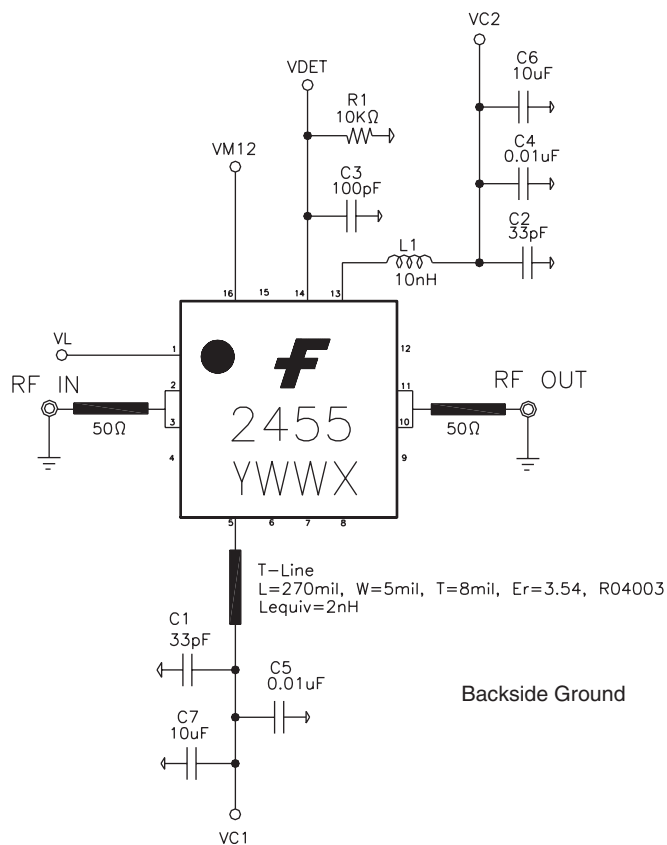 VC2
C6
10uF
VDET
R1
10KΩ
C4
0.01uF
VM12
C3
100pF
C2
33pF
L1
10nH
16
15
14
13
VL
1
12
RF IN
2
11
RF OUT
50Ω
3
2455
10
50Ω
4
YWWX
9
5
6
7
8
T-Line
L=270mil, W=5mil, T=8mil, Er=3.54, RO4003
Lequiv=2nH
C1
33pF
C5
0.01uF
Backside Ground
C7
10uF
VC1